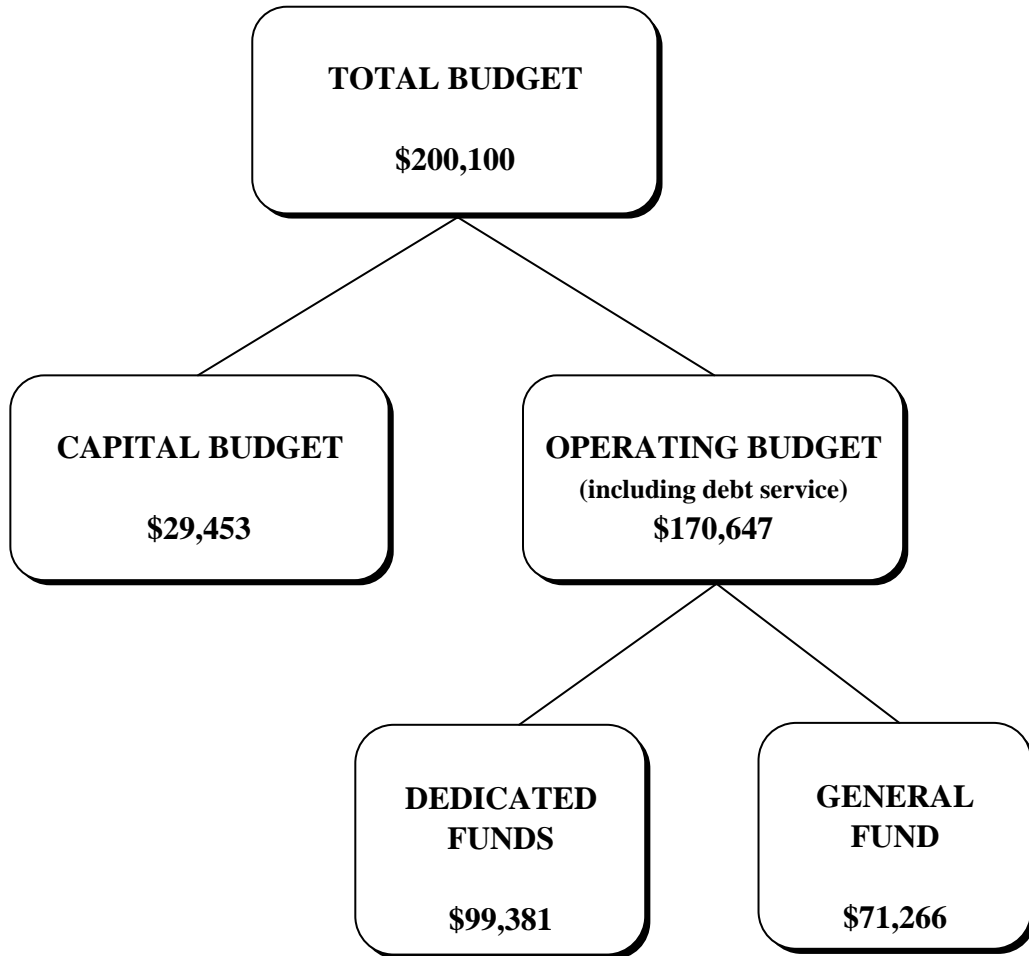 TOTAL BUDGET
$200,100
CAPITAL BUDGET
$29,453
OPERATING BUDGET
(including debt service)
$170,647
DEDICATED
FUNDS
$99,381
GENERAL
FUND
$71,266